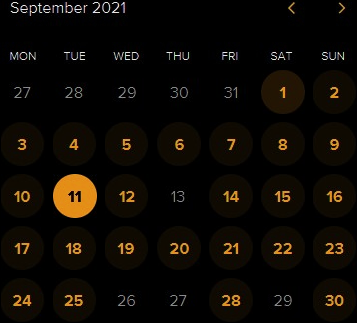 September 2021
MON TUE WED THU FRI SAT SUN
27 28 29 30 31 1 2
3 4 5 6 7 8 9
10 11 12 13 14 15 16
17 18 19 20 21 22 23
24 25 26 27 28 29 30